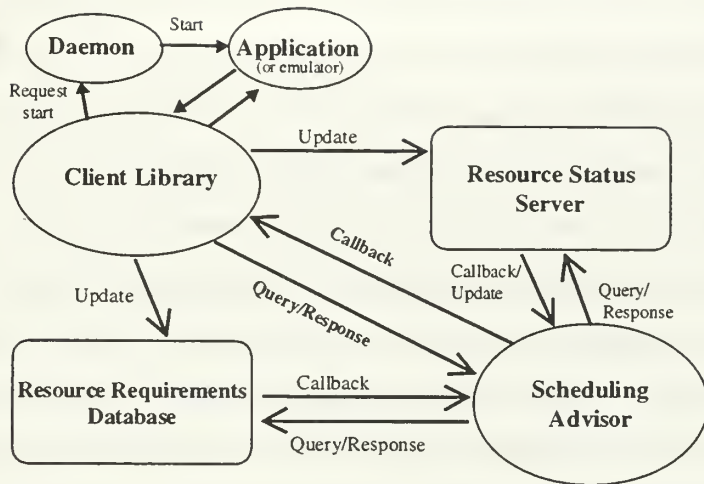 Daemon
Start
Application
(or emulator)
Request
start
Client Library
Update
Resource Status
Server
Callback
Query/Response
Callback/
Update
Query/
Response
Update
Resource Requirements
Database
Callback
Query/Response
Scheduling
Advisor